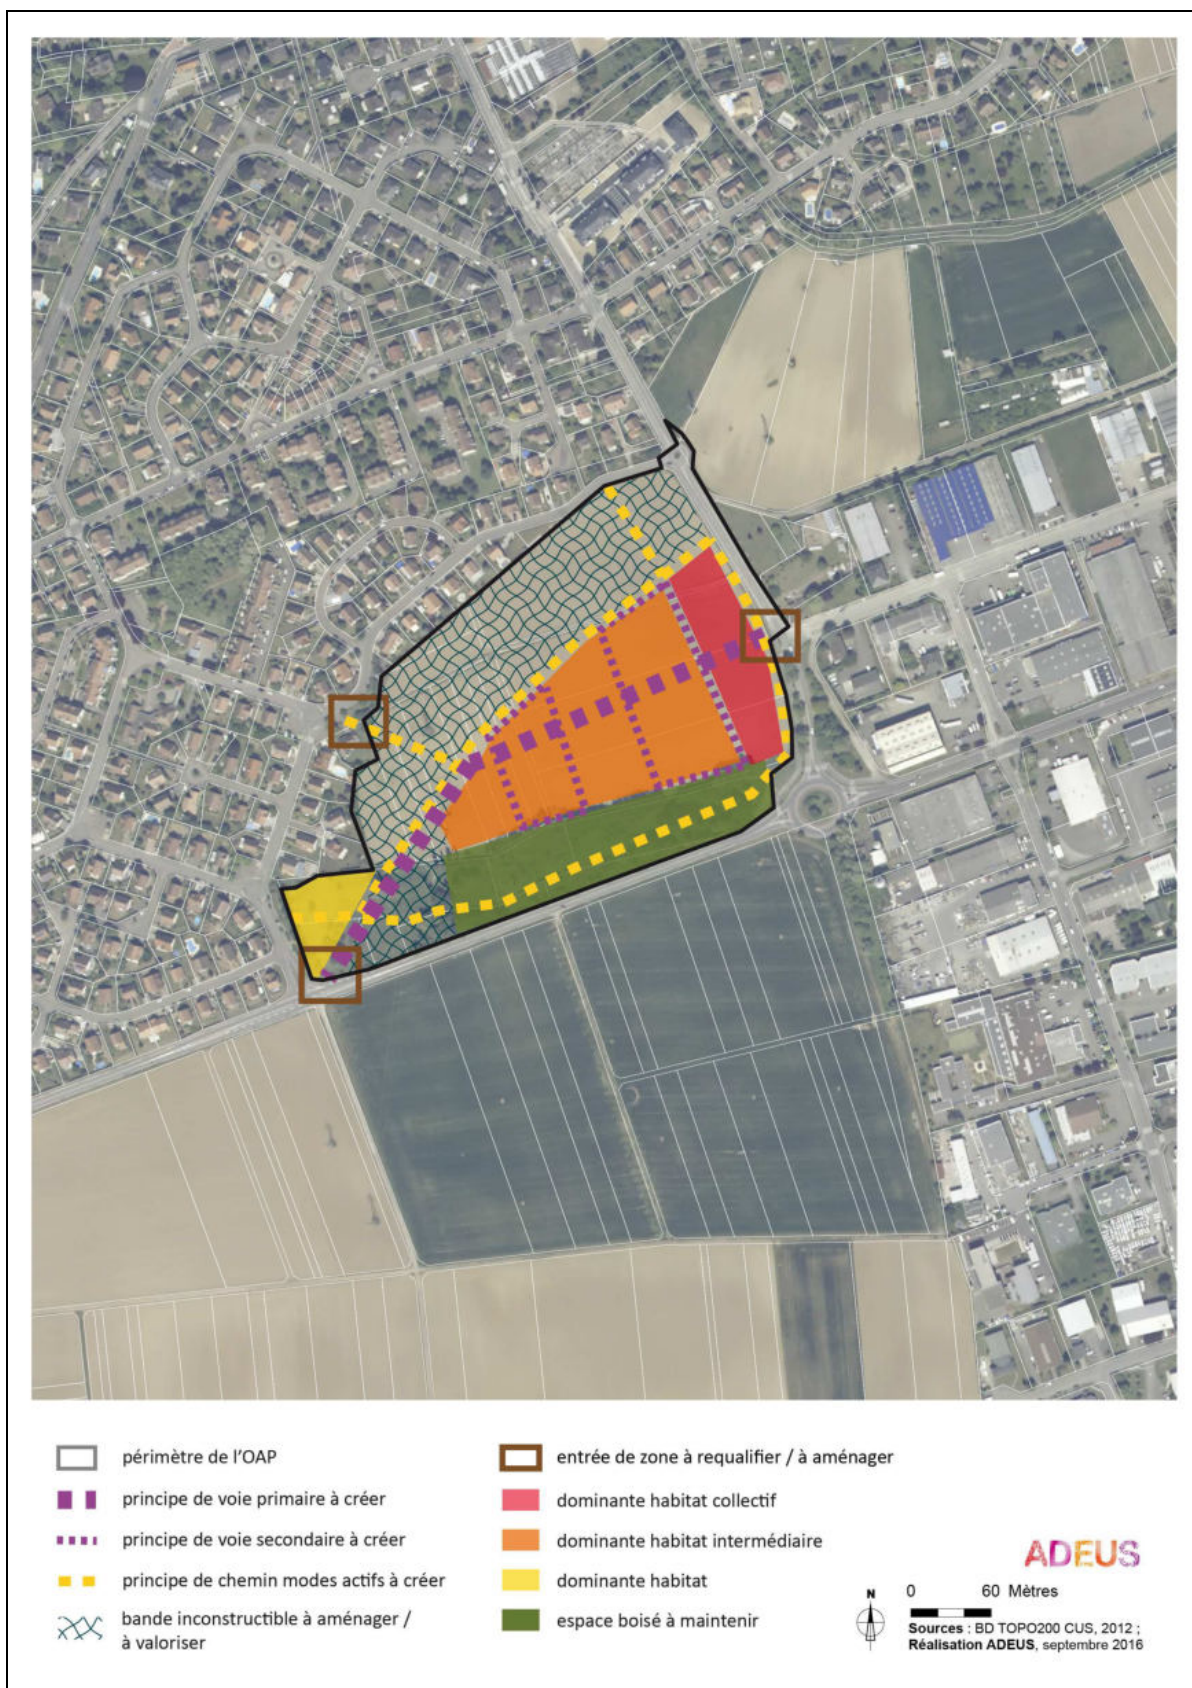 périmètre de l'OAP
principe de voie primaire à créer
principe de voie secondaire à créer
principe de chemin modes actifs à créer
bande inconstructible à aménager /
à valoriser
entrée de zone à requalifier / à aménager
dominante habitat collectif
dominante habitat intermédiaire
dominante habitat
espace boisé à maintenir
ADEUS
N
0 60 Mètres
Sources : BD TOPO200 CUS, 2012 ;
Réalisation ADEUS, septembre 2016